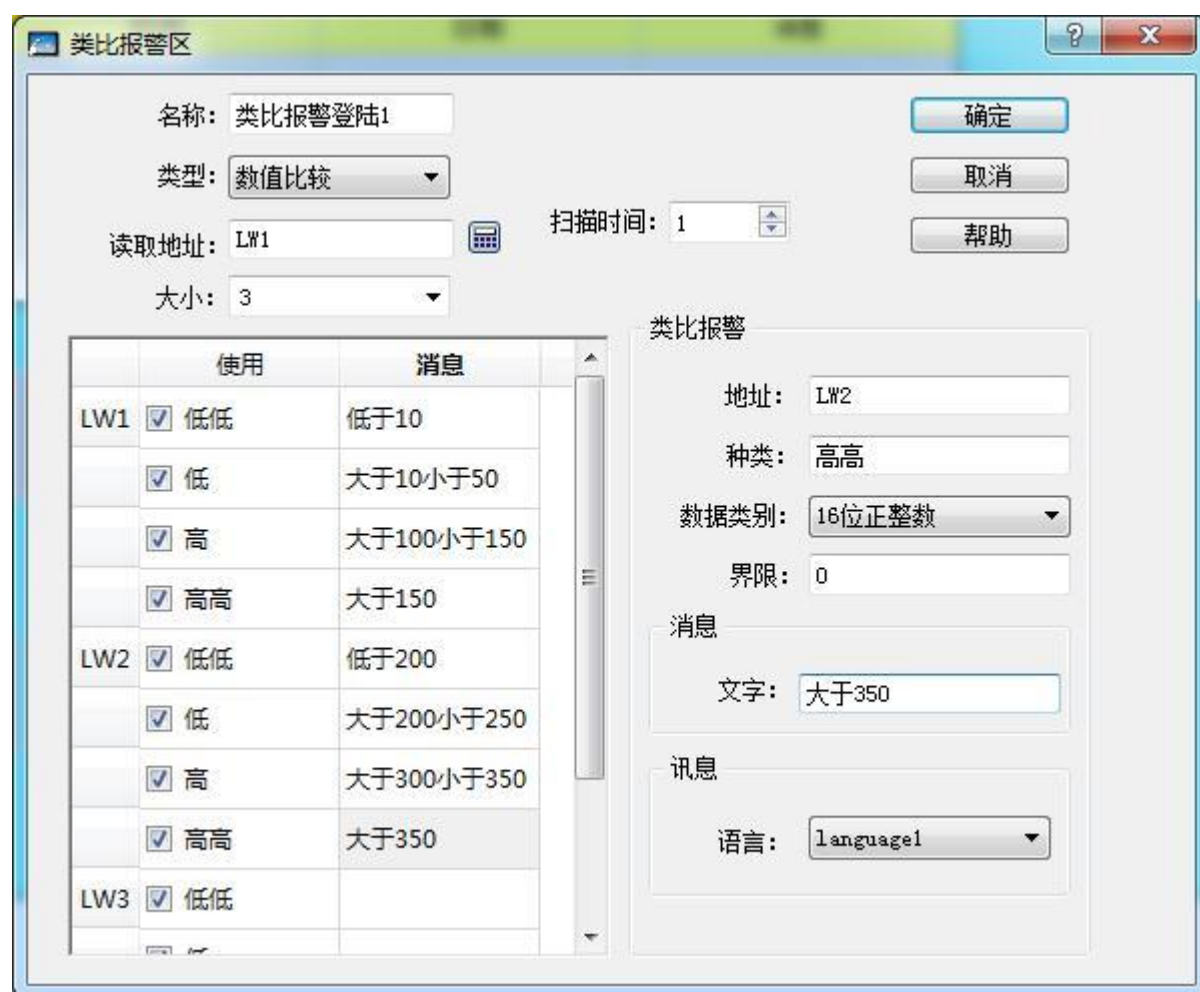 类比报警区
名称： 类比报警登陆1
确定
类型： 数值比较
取消
读取地址： LW1
扫描时间： 1
帮助
大小： 3
类比报警
使用 消息
LW1 低低 低于10
低 大于10小于50
高 大于100小于150
高高 大于150
LW2 低低 低于200
低 大于200小于250
高 大于300小于350
高高 大于350
LW3 低低
地址： LW2
种类： 高高
数据类别： 16位正整数
界限： 0
消息
文字： 大于350
讯息
语言： language1